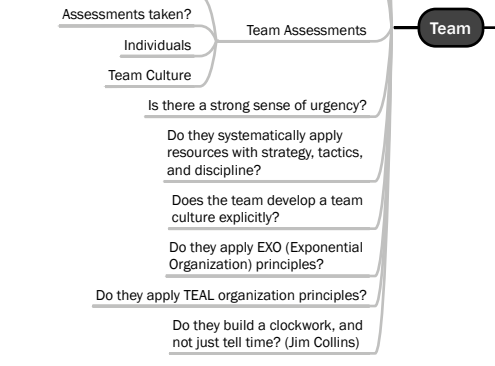 Assessments taken?
Individuals
Team Culture
Team Assessments
Team
Is there a strong sense of urgency?
Do they systematically apply
resources with strategy, tactics,
and discipline?
Does the team develop a team
culture explicitly?
Do they apply EXO (Exponential
Organization) principles?
Do they apply TEAL organization principles?
Do they build a clockwork, and
not just tell time? (Jim Collins)